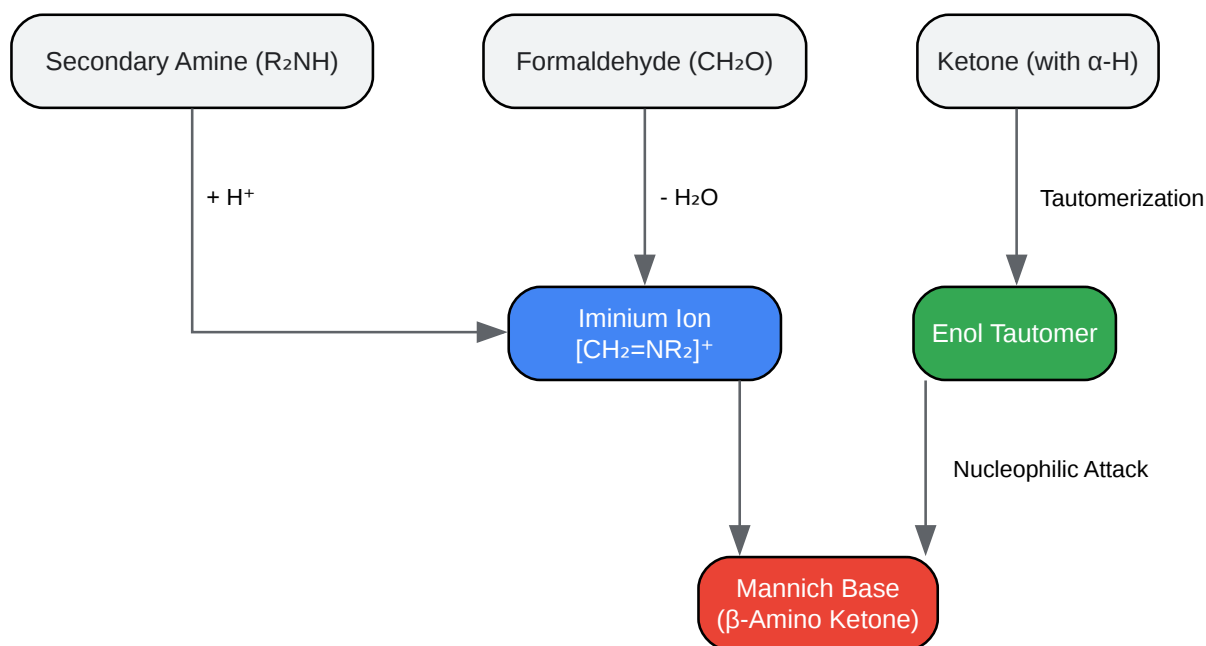 Secondary Amine (R₂NH)
Formaldehyde (CH₂O)
Ketone (with α-H)
+ H⁺
- H₂O
Tautomerization
Iminium Ion
[CH₂=NR₂]⁺
Enol Tautomer
Nucleophilic Attack
Mannich Base
(β-Amino Ketone)